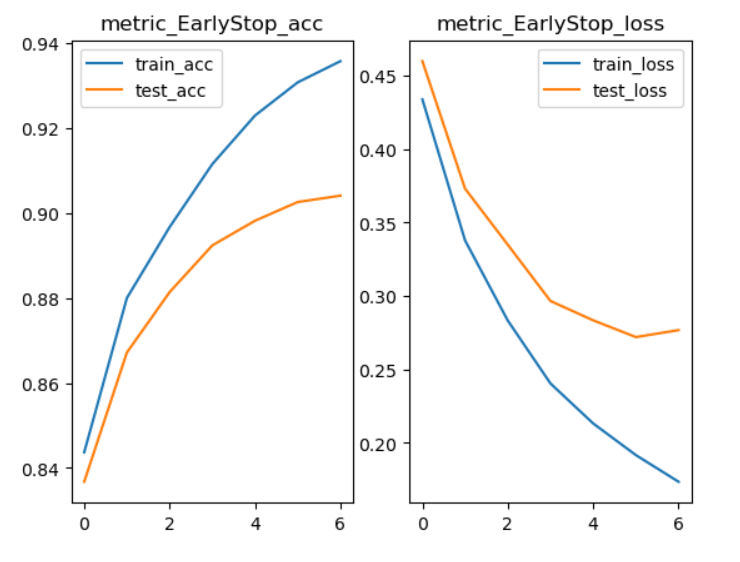 metric_EarlyStop_acc
train_acc
test_acc
0.94
0.92
0.90
0.88
0.86
0.84
0 2 4 6
metric_EarlyStop_loss
train_loss
test_loss
0.45
0.40
0.35
0.30
0.25
0.20
0 2 4 6